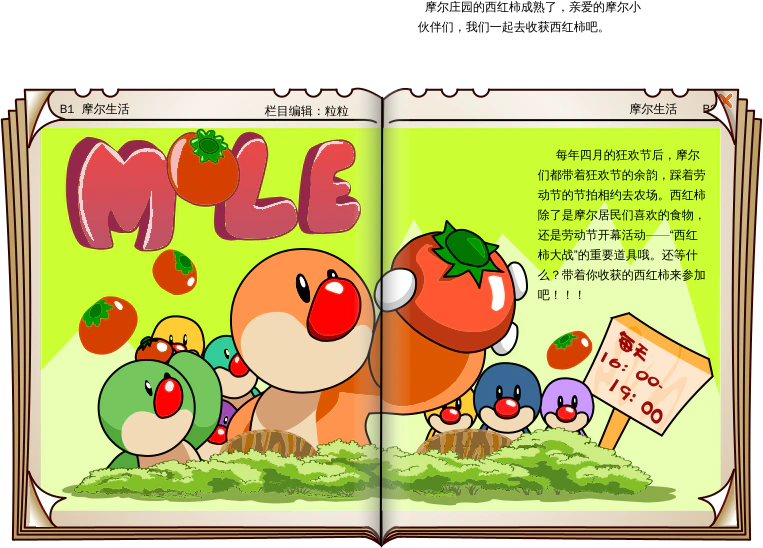 摩尔庄园的西红柿成熟了，亲爱的摩尔小
伙伴们，我们一起去收获西红柿吧。
B1 摩尔生活
栏目编辑：粒粒
摩尔生活
MOLE
每年四月的狂欢节后，摩尔
们都带着狂欢节的余韵，踩着劳
动节的节拍相约去农场。西红柿
除了是摩尔居民们喜欢的食物，
还是劳动节开幕活动——“西红
柿大战”的重要道具哦。还等什
么？带着你收获的西红柿来参加
吧！！！
每天
16：00-
19：00